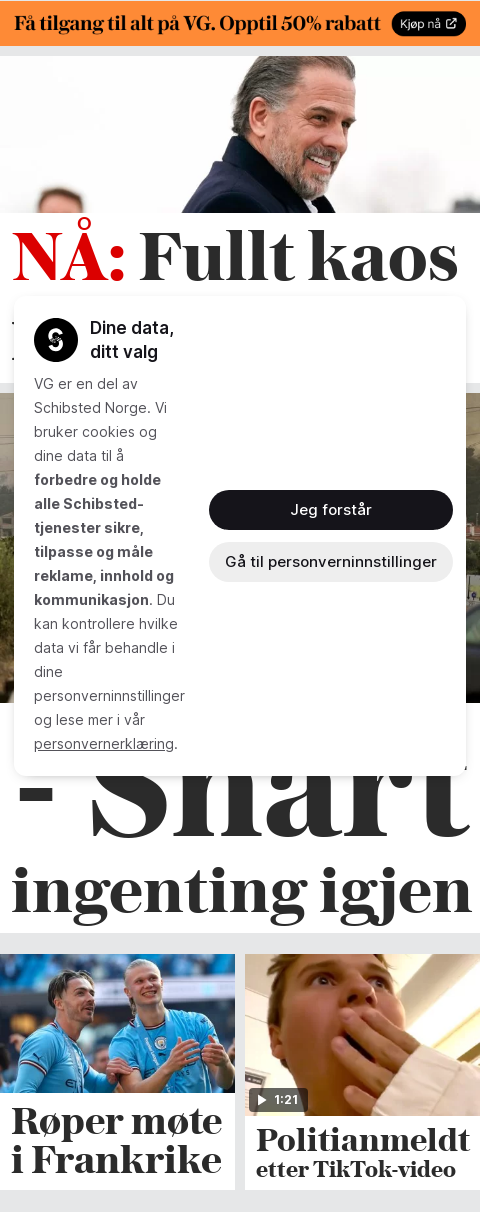 Få tilgang til alt på VG. Opptil 50% rabatt
Kjøp nå
NÅ: Fullt kaos
Dine data,
ditt valg
VG er en del av
Schibsted Norge. Vi
bruker cookies og
dine data til å
forbedre og holde
alle Schibsted-
tjenester sikre,
tilpasse og måle
reklame, innhold og
kommunikasjon. Du
kan kontrollere hvilke
data vi får behandle i
dine
personverninnstillinger
og lese mer i vår
personvernerklæring.
Jeg forstår
Gå til personverninnstillinger
- Snart
ingenting igjen
Røper møte
i Frankrike
1:21
Politianmeldt
etter TikTok-video